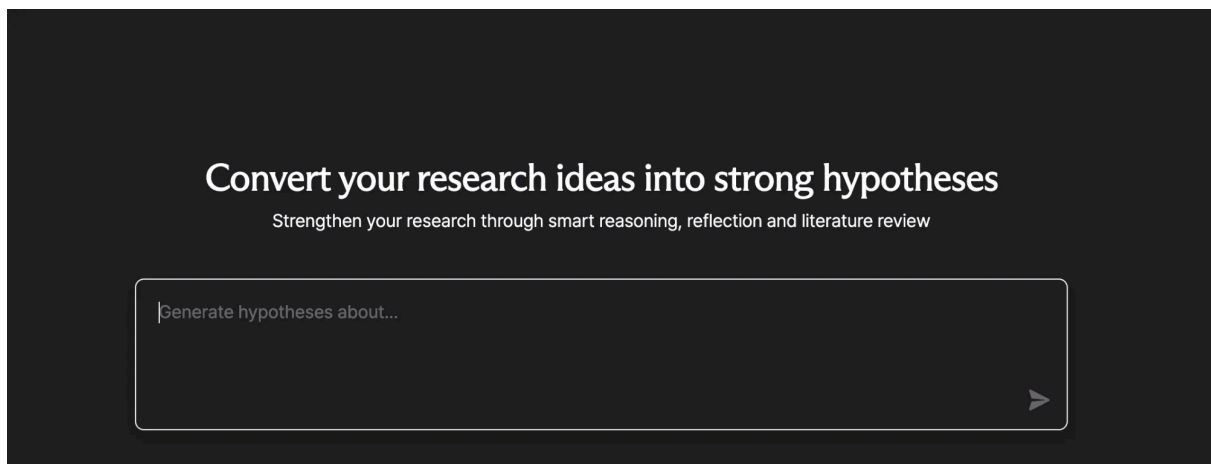 Convert your research ideas into strong hypotheses
Strengthen your research through smart reasoning, reflection and literature review
Generate hypotheses about...